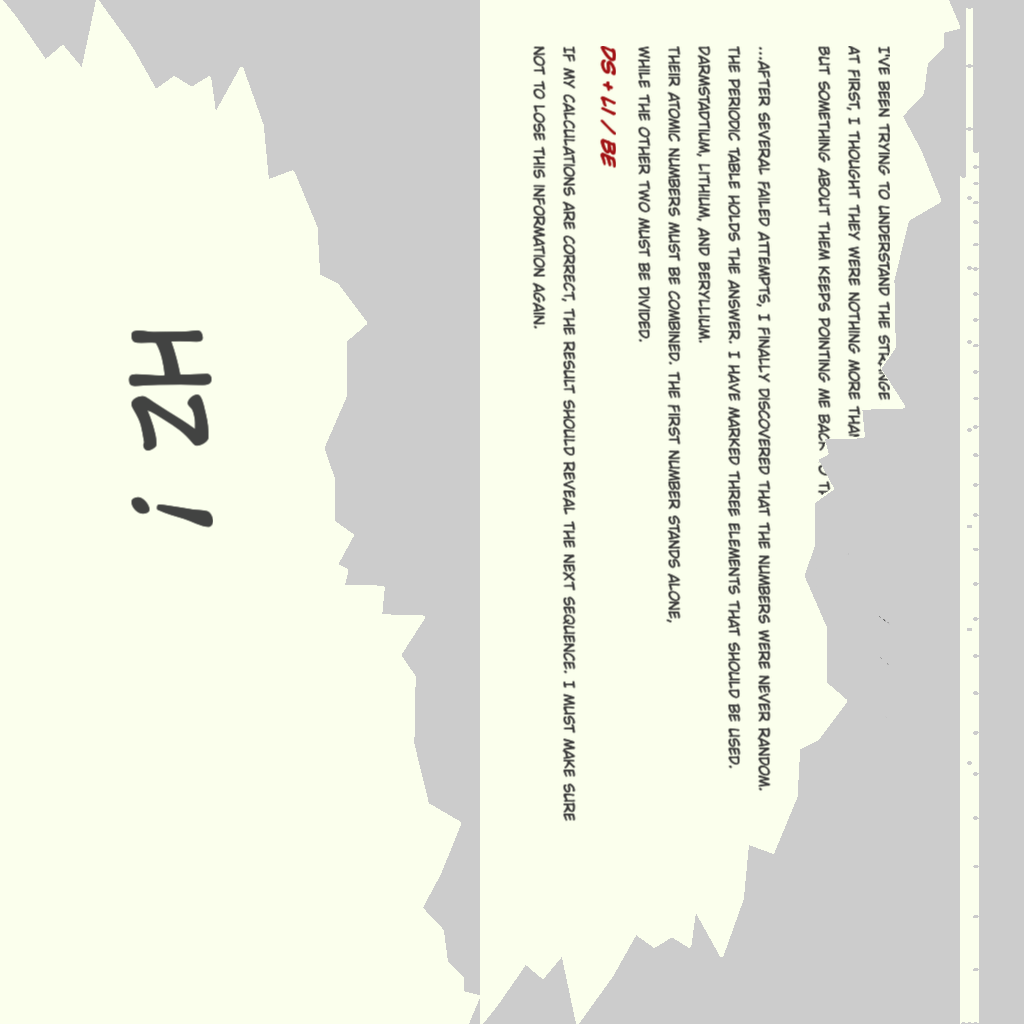 I'VE BEEN TRYING TO UNDERSTAND THE STRANGE
AT FIRST, I THOUGHT THEY WERE NOTHING MORE THAN
BUT SOMETHING ABOUT THEM KEEPS POINTING ME BACK TO
...AFTER SEVERAL FAILED ATTEMPTS, I FINALLY DISCOVERED THAT THE NUMBERS WERE NEVER RANDOM.
THE PERIODIC TABLE HOLDS THE ANSWER. I HAVE MARKED THREE ELEMENTS THAT SHOULD BE USED.
DARMSTADTIUM, LITHIUM, AND BERYLLIUM.
THEIR ATOMIC NUMBERS MUST BE COMBINED. THE FIRST NUMBER STANDS ALONE,
WHILE THE OTHER TWO MUST BE DIVIDED.
DS + LI / BE
IF MY CALCULATIONS ARE CORRECT, THE RESULT SHOULD REVEAL THE NEXT SEQUENCE. I MUST MAKE SURE
NOT TO LOSE THIS INFORMATION AGAIN.
HZ !